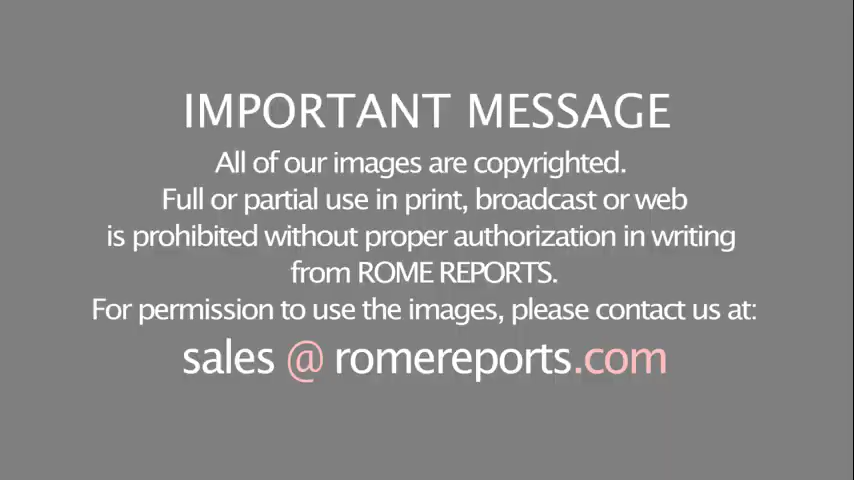 IMPORTANT MESSAGE
All of our images are copyrighted.
Full or partial use in print, broadcast or web
is prohibited without proper authorization in writing
from ROME REPORTS.
For permission to use the images, please contact us at:
sales @ romereports.com